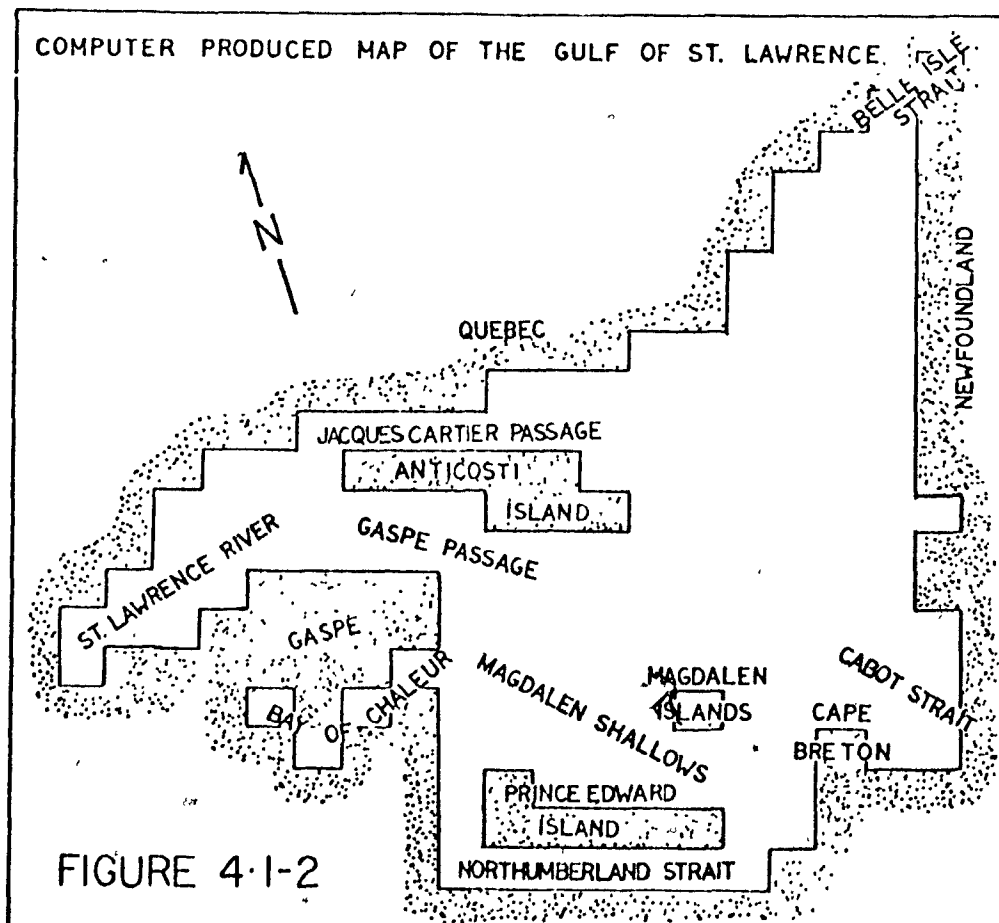 COMPUTER PRODUCED MAP OF THE GULF OF ST. LAWRENCE.
BELLE ISLE
STRAIT
N
NEWFOUNDLAND
QUEBEC
JACQUES CARTIER PASSAGE
ANTICOSTI
ISLAND
GASPE PASSAGE
ST. LAWRENCE RIVER
GASPE
BAY OF CHALEUR
MAGDALEN SHALLOWS
MAGDALEN
ISLANDS
CABOT STRAIT
CAPE
BRETON
PRINCE EDWARD
ISLAND
NORTHUMBERLAND STRAIT
FIGURE 4·1-2